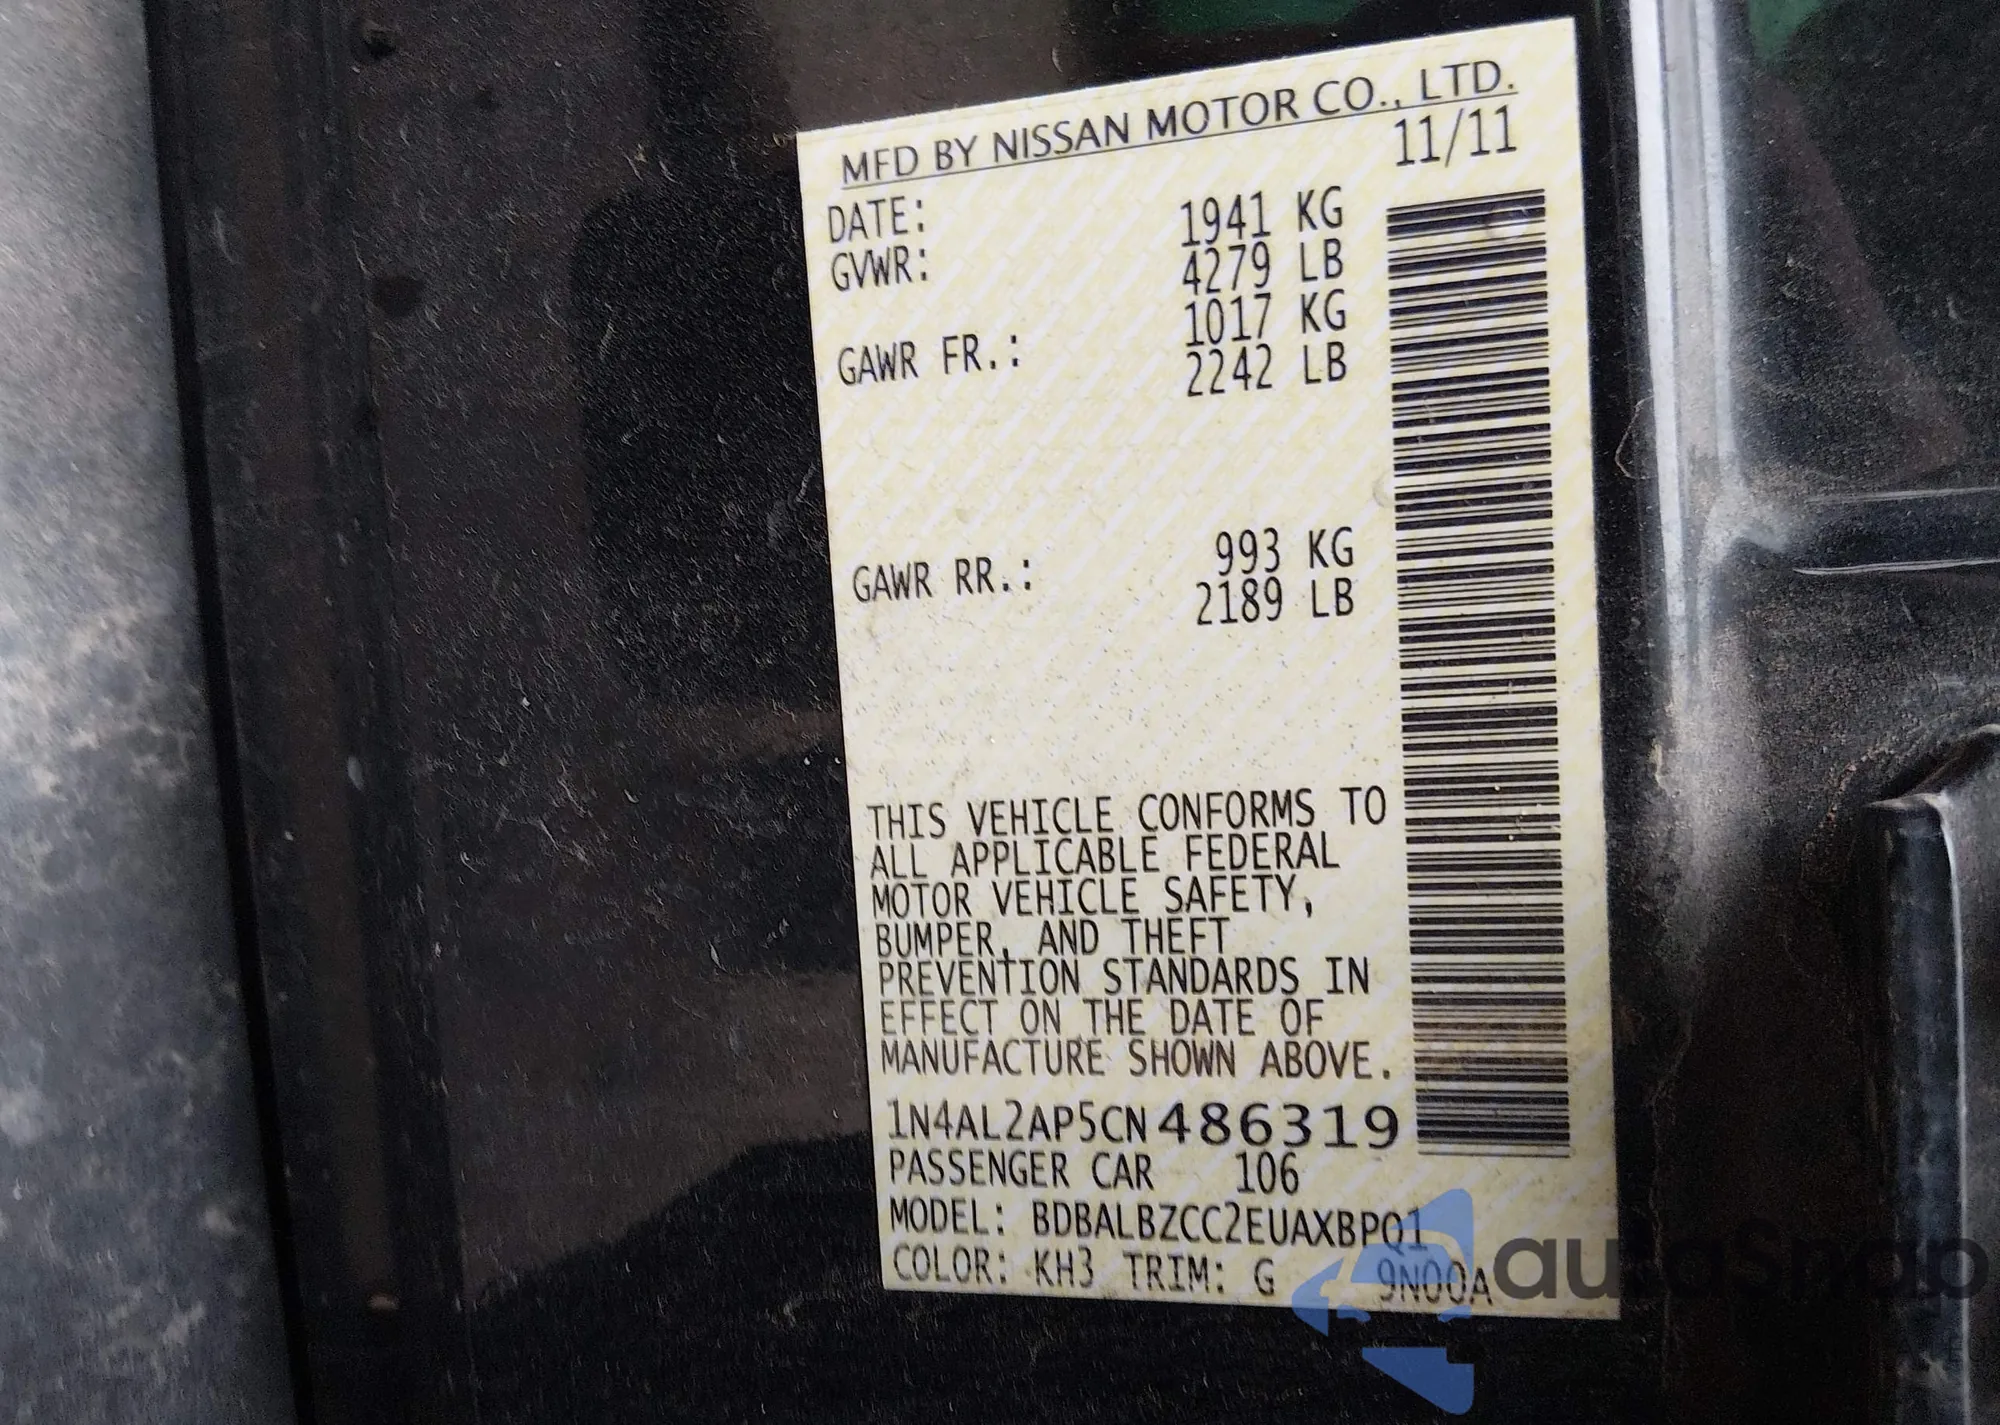 MFD BY NISSAN MOTOR CO., LTD.
DATE: 11/11
GVWR: 1941 KG
4279 LB
GAWR FR.: 1017 KG
2242 LB
GAWR RR.: 993 KG
2189 LB
THIS VEHICLE CONFORMS TO
ALL APPLICABLE FEDERAL
MOTOR VEHICLE SAFETY,
BUMPER, AND THEFT
PREVENTION STANDARDS IN
EFFECT ON THE DATE OF
MANUFACTURE SHOWN ABOVE.
1N4AL2AP5CN486319
PASSENGER CAR 106
MODEL: BDBALBZCC2EUAXBPQ1
COLOR: KH3 TRIM: G 9N00A
autosnap